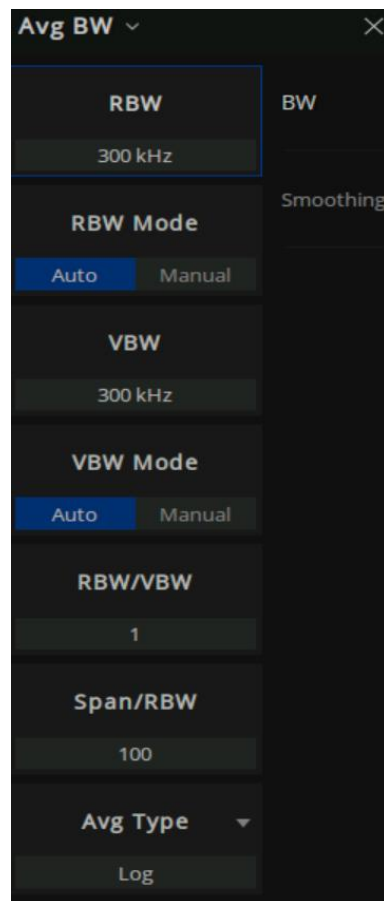 Avg BW
RBW
300 kHz
RBW Mode
Auto Manual
VBW
300 kHz
VBW Mode
Auto Manual
RBW/VBW
1
Span/RBW
100
Avg Type
Log
BW
Smoothing